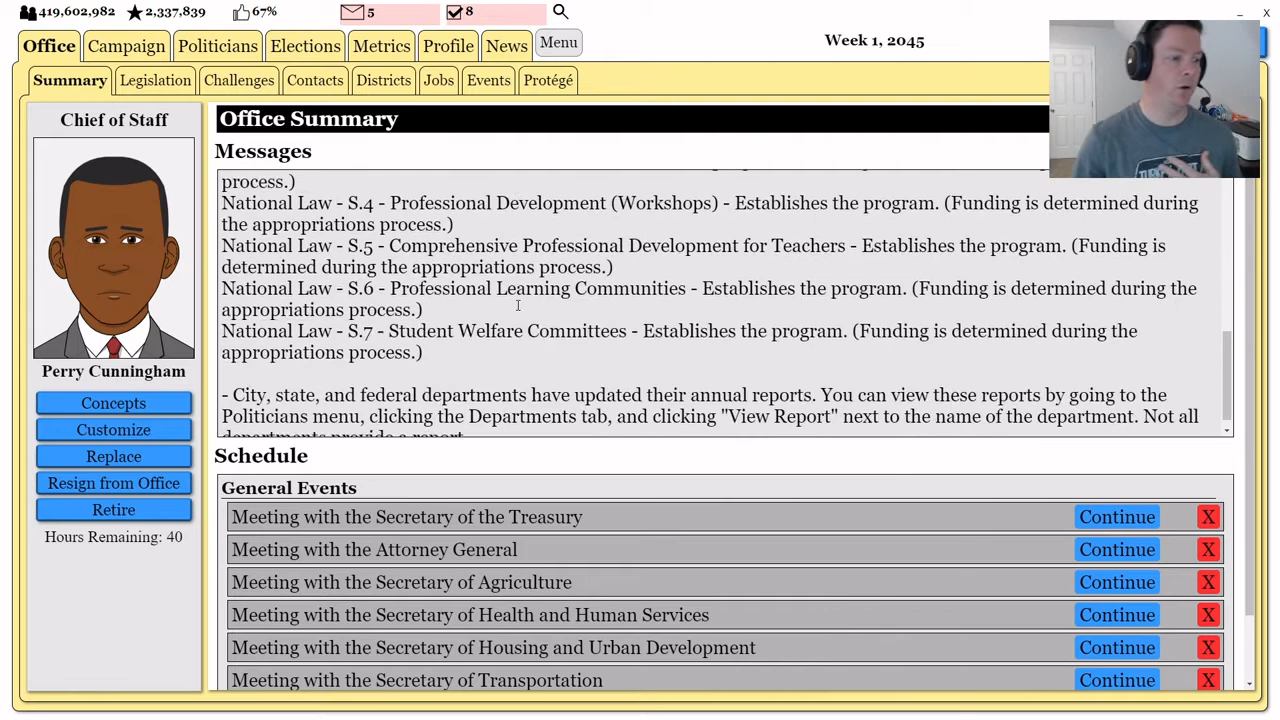 419,602,982 2,337,839 67% 5 8
_ X
Office Campaign Politicians Elections Metrics Profile News Menu
Week 1, 2045
Summary Legislation Challenges Contacts Districts Jobs Events Protégé
Chief of Staff
Perry Cunningham
Concepts
Customize
Replace
Resign from Office
Retire
Hours Remaining: 40
Office Summary
Messages
process.)
National Law - S.4 - Professional Development (Workshops) - Establishes the program. (Funding is determined during
the appropriations process.)
National Law - S.5 - Comprehensive Professional Development for Teachers - Establishes the program. (Funding is
determined during the appropriations process.)
National Law - S.6 - Professional Learning Communities - Establishes the program. (Funding is determined during the
appropriations process.)
National Law - S.7 - Student Welfare Committees - Establishes the program. (Funding is determined during the
appropriations process.)
- City, state, and federal departments have updated their annual reports. You can view these reports by going to the
Politicians menu, clicking the Departments tab, and clicking "View Report" next to the name of the department. Not all
departments provide a report.
Schedule
General Events
Meeting with the Secretary of the Treasury Continue X
Meeting with the Attorney General Continue X
Meeting with the Secretary of Agriculture Continue X
Meeting with the Secretary of Health and Human Services Continue X
Meeting with the Secretary of Housing and Urban Development Continue X
Meeting with the Secretary of Transportation Continue X